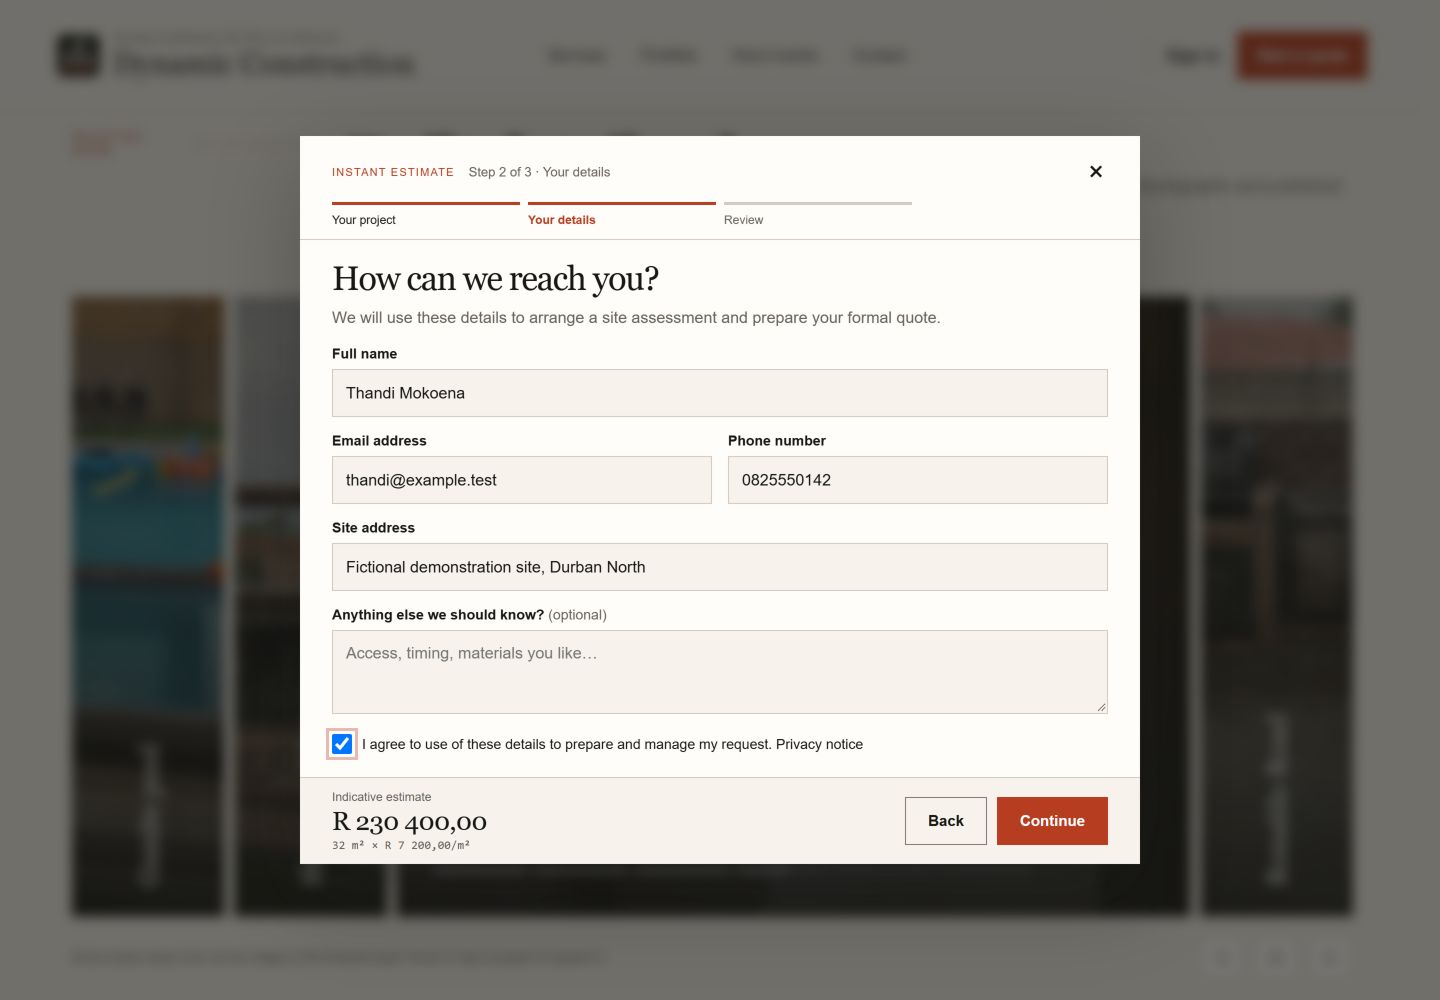 Dynamic Construction
INSTANT ESTIMATE Step 2 of 3 · Your details
Your project
Your details
Review
How can we reach you?
We will use these details to arrange a site assessment and prepare your formal quote.
Full name
Thandi Mokoena
Email address
thandi@example.test
Phone number
0825550142
Site address
Fictional demonstration site, Durban North
Anything else we should know? (optional)
Access, timing, materials you like…
I agree to use of these details to prepare and manage my request. Privacy notice
Indicative estimate
R 230 400,00
32 m² × R 7 200,00/m²
Back
Continue